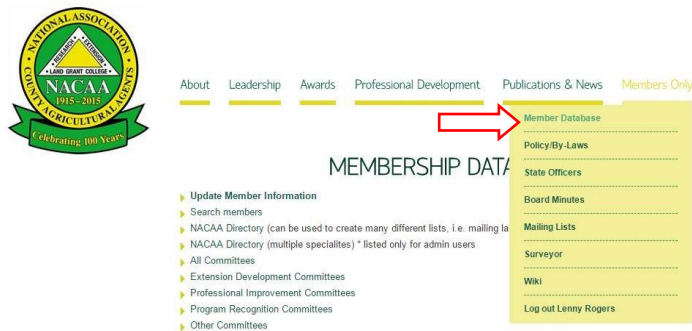 NATIONAL ASSOCIATION
COUNTY AGRICULTURAL AGENTS
RESEARCH • EXTENSION
• LAND GRANT COLLEGE •
NACAA
1915-2015
Celebrating 100 Years
About Leadership Awards Professional Development Publications & News Members Only
Member Database
Policy/By-Laws
State Officers
Board Minutes
Mailing Lists
Surveyor
Wiki
Log out Lenny Rogers
MEMBERSHIP DATA
Update Member Information
Search members
NACAA Directory (can be used to create many different lists, i.e. mailing la
NACAA Directory (multiple specialites) * listed only for admin users
All Committees
Extension Development Committees
Professional Improvement Committees
Program Recognition Committees
Other Committees